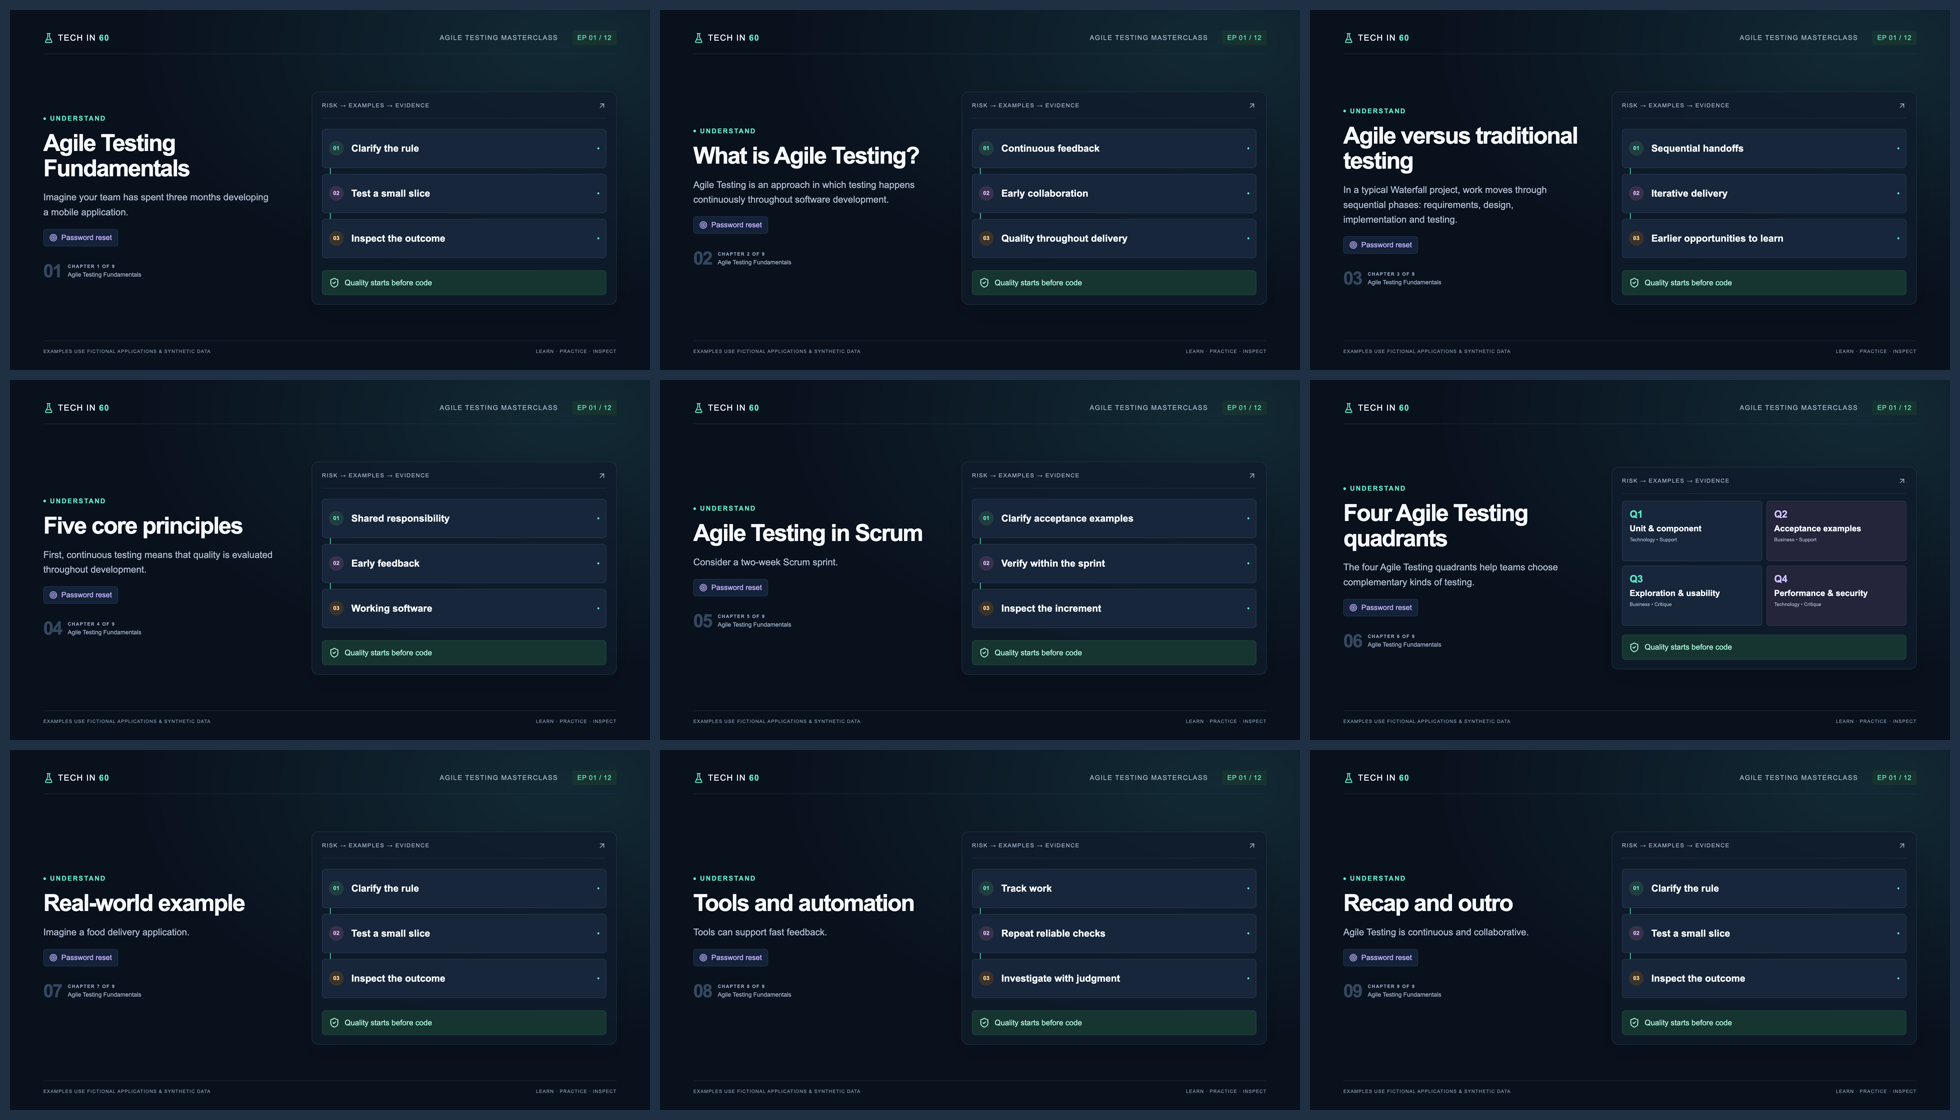 TECH IN 60
AGILE TESTING MASTERCLASS
EP 01 / 12
• UNDERSTAND
Agile Testing
Fundamentals
Imagine your team has spent three months developing
a mobile application.
Password reset
01
CHAPTER 1 OF 9
Agile Testing Fundamentals
RISK → EXAMPLES → EVIDENCE
01 Clarify the rule
02 Test a small slice
03 Inspect the outcome
Quality starts before code
EXAMPLES USE FICTIONAL APPLICATIONS & SYNTHETIC DATA
LEARN · PRACTICE · INSPECT
TECH IN 60
AGILE TESTING MASTERCLASS
EP 01 / 12
• UNDERSTAND
What is Agile Testing?
Agile Testing is an approach in which testing happens
continuously throughout software development.
Password reset
02
CHAPTER 2 OF 9
Agile Testing Fundamentals
RISK → EXAMPLES → EVIDENCE
01 Continuous feedback
02 Early collaboration
03 Quality throughout delivery
Quality starts before code
EXAMPLES USE FICTIONAL APPLICATIONS & SYNTHETIC DATA
LEARN · PRACTICE · INSPECT
TECH IN 60
AGILE TESTING MASTERCLASS
EP 01 / 12
• UNDERSTAND
Agile versus traditional
testing
In a typical Waterfall project, work moves through
sequential phases: requirements, design,
implementation and testing.
Password reset
03
CHAPTER 3 OF 9
Agile Testing Fundamentals
RISK → EXAMPLES → EVIDENCE
01 Sequential handoffs
02 Iterative delivery
03 Earlier opportunities to learn
Quality starts before code
EXAMPLES USE FICTIONAL APPLICATIONS & SYNTHETIC DATA
LEARN · PRACTICE · INSPECT
TECH IN 60
AGILE TESTING MASTERCLASS
EP 01 / 12
• UNDERSTAND
Five core principles
First, continuous testing means that quality is evaluated
throughout development.
Password reset
04
CHAPTER 4 OF 9
Agile Testing Fundamentals
RISK → EXAMPLES → EVIDENCE
01 Shared responsibility
02 Early feedback
03 Working software
Quality starts before code
EXAMPLES USE FICTIONAL APPLICATIONS & SYNTHETIC DATA
LEARN · PRACTICE · INSPECT
TECH IN 60
AGILE TESTING MASTERCLASS
EP 01 / 12
• UNDERSTAND
Agile Testing in Scrum
Consider a two-week Scrum sprint.
Password reset
05
CHAPTER 5 OF 9
Agile Testing Fundamentals
RISK → EXAMPLES → EVIDENCE
01 Clarify acceptance examples
02 Verify within the sprint
03 Inspect the increment
Quality starts before code
EXAMPLES USE FICTIONAL APPLICATIONS & SYNTHETIC DATA
LEARN · PRACTICE · INSPECT
TECH IN 60
AGILE TESTING MASTERCLASS
EP 01 / 12
• UNDERSTAND
Four Agile Testing
quadrants
The four Agile Testing quadrants help teams choose
complementary kinds of testing.
Password reset
06
CHAPTER 6 OF 9
Agile Testing Fundamentals
RISK → EXAMPLES → EVIDENCE
Q1
Unit & component
Technology • Support
Q2
Acceptance examples
Business • Support
Q3
Exploration & usability
Business • Critique
Q4
Performance & security
Technology • Critique
Quality starts before code
EXAMPLES USE FICTIONAL APPLICATIONS & SYNTHETIC DATA
LEARN · PRACTICE · INSPECT
TECH IN 60
AGILE TESTING MASTERCLASS
EP 01 / 12
• UNDERSTAND
Real-world example
Imagine a food delivery application.
Password reset
07
CHAPTER 7 OF 9
Agile Testing Fundamentals
RISK → EXAMPLES → EVIDENCE
01 Clarify the rule
02 Test a small slice
03 Inspect the outcome
Quality starts before code
EXAMPLES USE FICTIONAL APPLICATIONS & SYNTHETIC DATA
LEARN · PRACTICE · INSPECT
TECH IN 60
AGILE TESTING MASTERCLASS
EP 01 / 12
• UNDERSTAND
Tools and automation
Tools can support fast feedback.
Password reset
08
CHAPTER 8 OF 9
Agile Testing Fundamentals
RISK → EXAMPLES → EVIDENCE
01 Track work
02 Repeat reliable checks
03 Investigate with judgment
Quality starts before code
EXAMPLES USE FICTIONAL APPLICATIONS & SYNTHETIC DATA
LEARN · PRACTICE · INSPECT
TECH IN 60
AGILE TESTING MASTERCLASS
EP 01 / 12
• UNDERSTAND
Recap and outro
Agile Testing is continuous and collaborative.
Password reset
09
CHAPTER 9 OF 9
Agile Testing Fundamentals
RISK → EXAMPLES → EVIDENCE
01 Clarify the rule
02 Test a small slice
03 Inspect the outcome
Quality starts before code
EXAMPLES USE FICTIONAL APPLICATIONS & SYNTHETIC DATA
LEARN · PRACTICE · INSPECT